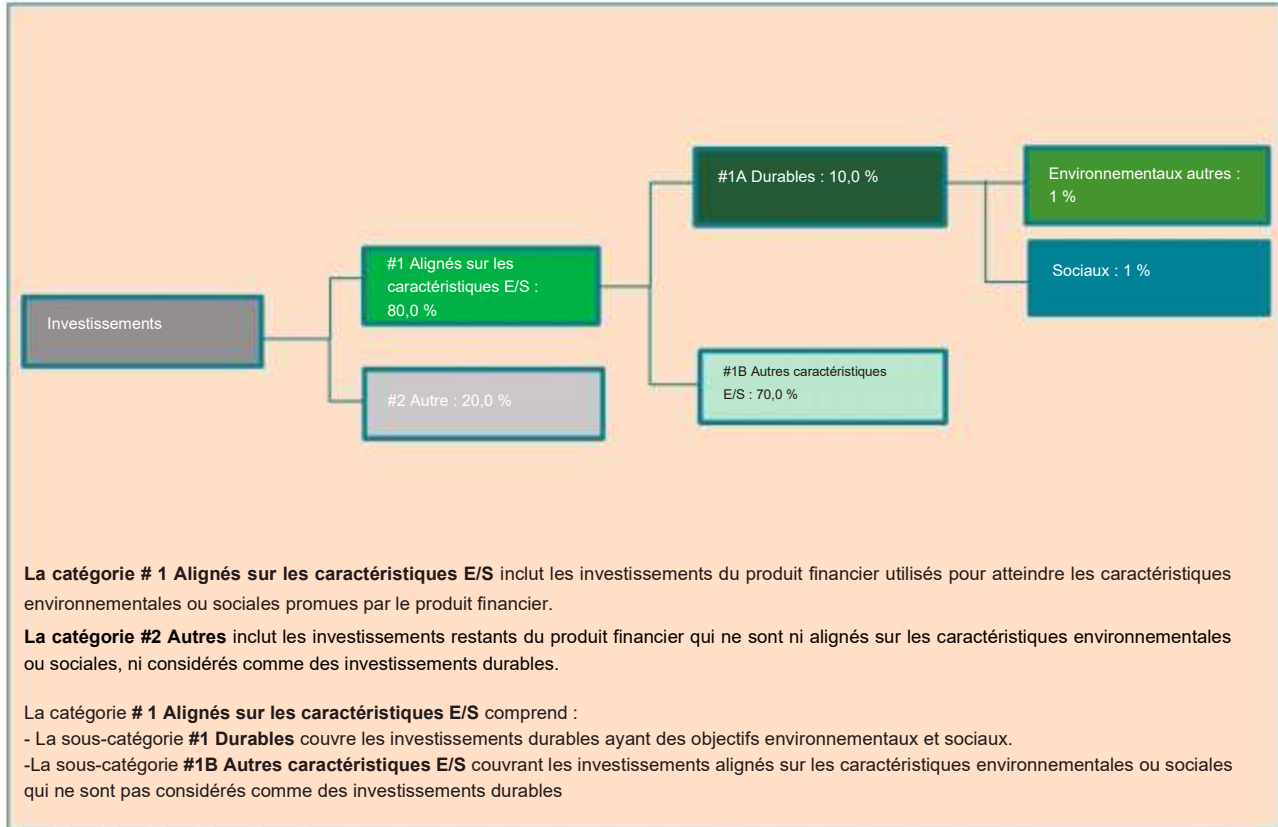 #1A Durables : 10,0 %
Environnementaux autres :
1 %
#1 Alignés sur les
caractéristiques E/S :
80,0 %
Sociaux : 1 %
Investissements
#2 Autre : 20,0 %
#1B Autres caractéristiques
E/S : 70,0 %
La catégorie # 1 Alignés sur les caractéristiques E/S inclut les investissements du produit financier utilisés pour atteindre les caractéristiques
environnementales ou sociales promues par le produit financier.
La catégorie #2 Autres inclut les investissements restants du produit financier qui ne sont ni alignés sur les caractéristiques environnementales
ou sociales, ni considérés comme des investissements durables.
La catégorie # 1 Alignés sur les caractéristiques E/S comprend :
- La sous-catégorie #1 Durables couvre les investissements durables ayant des objectifs environnementaux et sociaux.
-La sous-catégorie #1B Autres caractéristiques E/S couvrant les investissements alignés sur les caractéristiques environnementales ou sociales
qui ne sont pas considérés comme des investissements durables